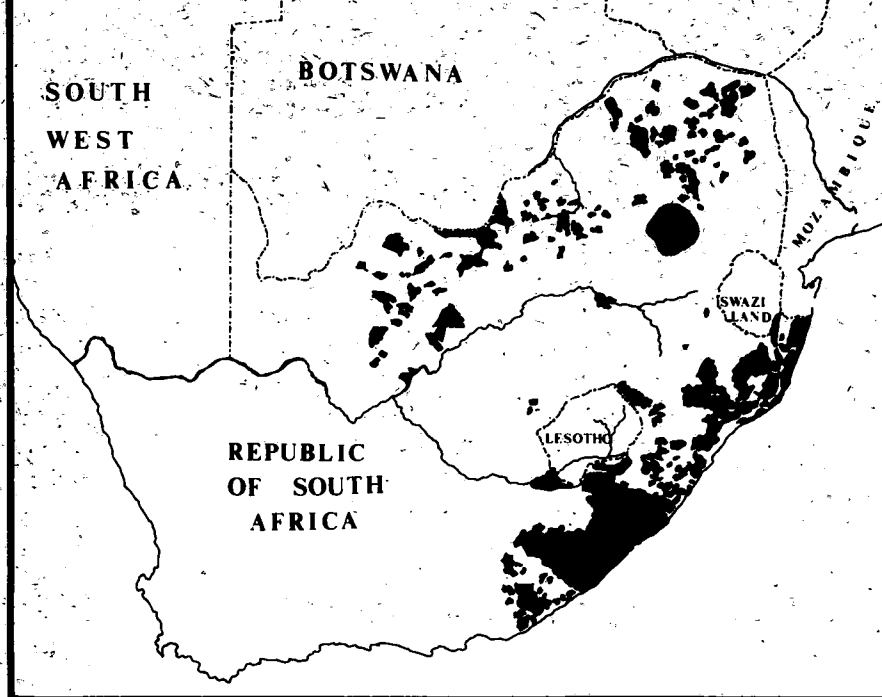 SOUTH
WEST
AFRICA
BOTSWANA
MOZAMBIQUE
SWAZI
LAND
LESOTHO
REPUBLIC
OF SOUTH
AFRICA